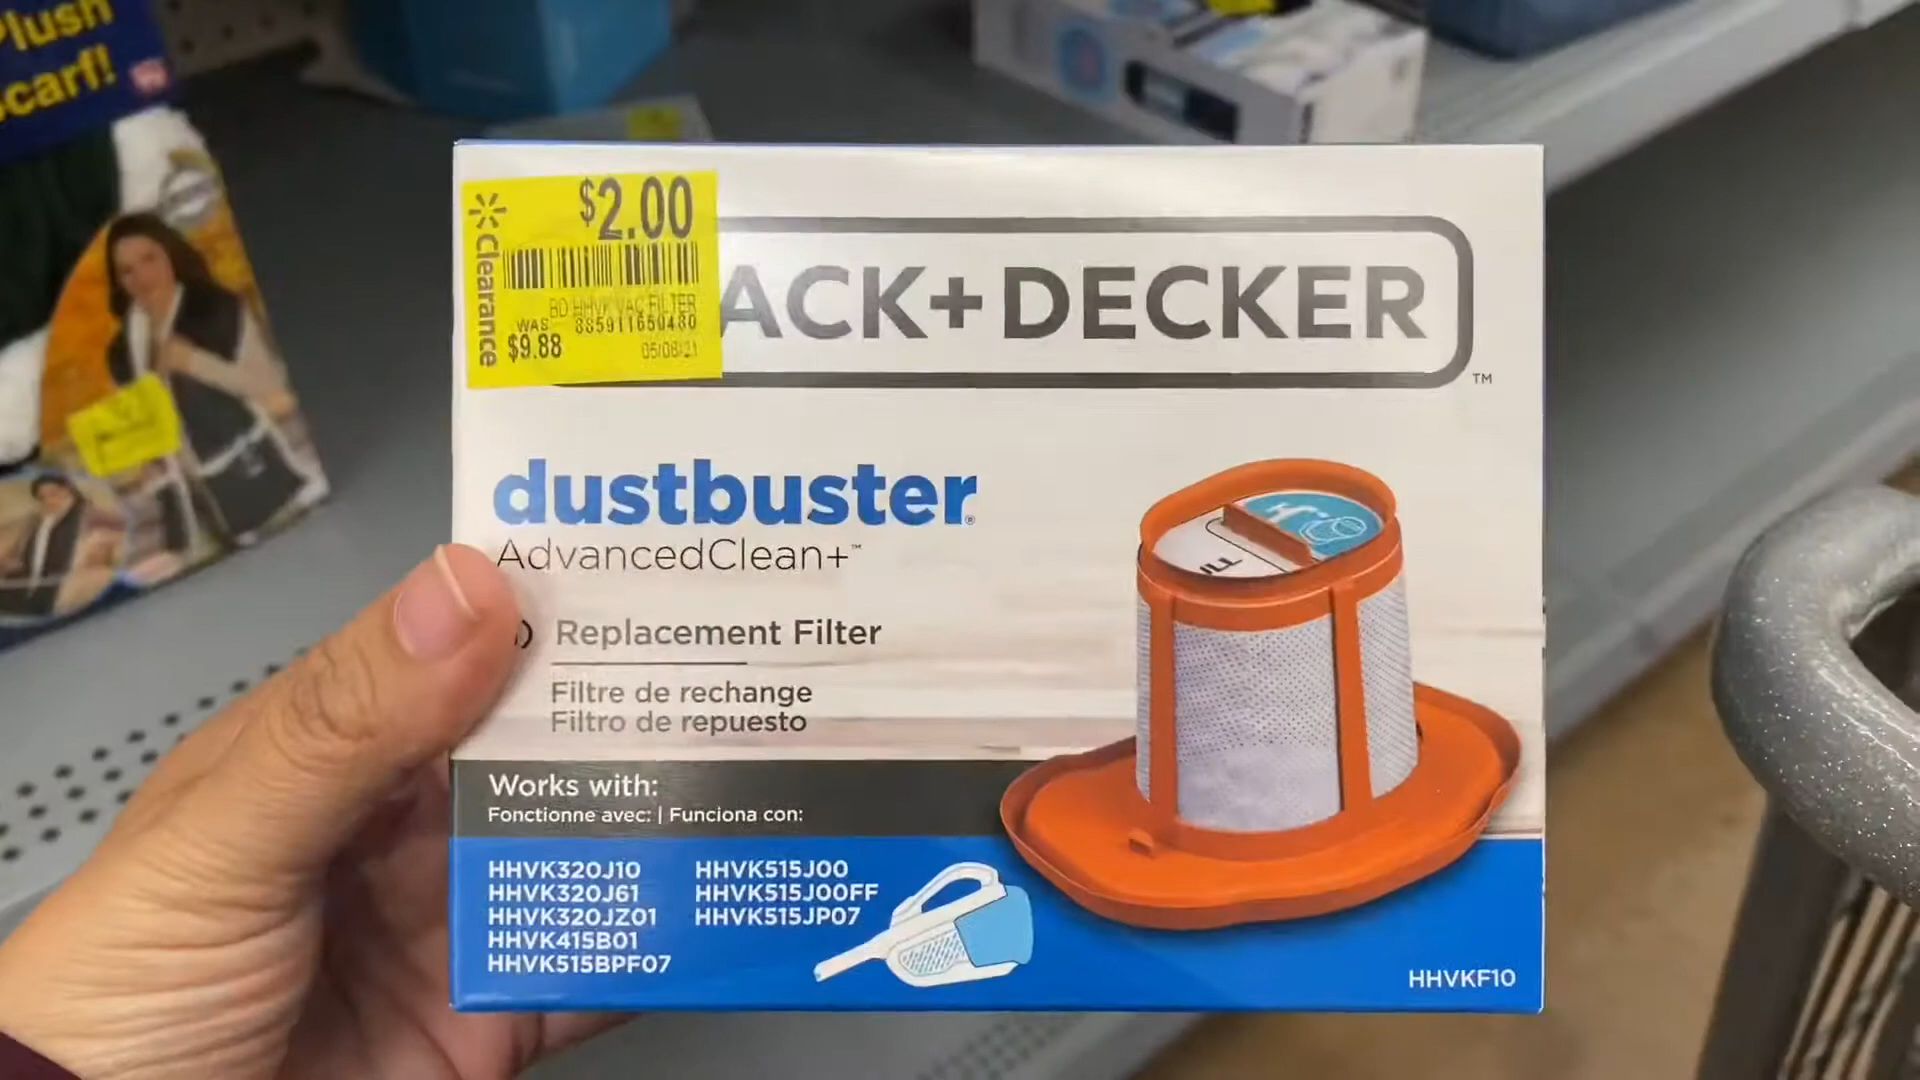 Plush
Scarf!
$2.00
Clearance
BD HHVK VAC FILTER
WAS 885911650480
$9.88 05/08/21
ACK+DECKER
TM
dustbuster®
AdvancedClean+™
) Replacement Filter
Filtre de rechange
Filtro de repuesto
Works with:
Fonctionne avec: | Funciona con:
HHVK320J10 HHVK515J00
HHVK320J61 HHVK515J00FF
HHVK320JZ01 HHVK515JP07
HHVK415B01
HHVK515BPF07
HHVKF10